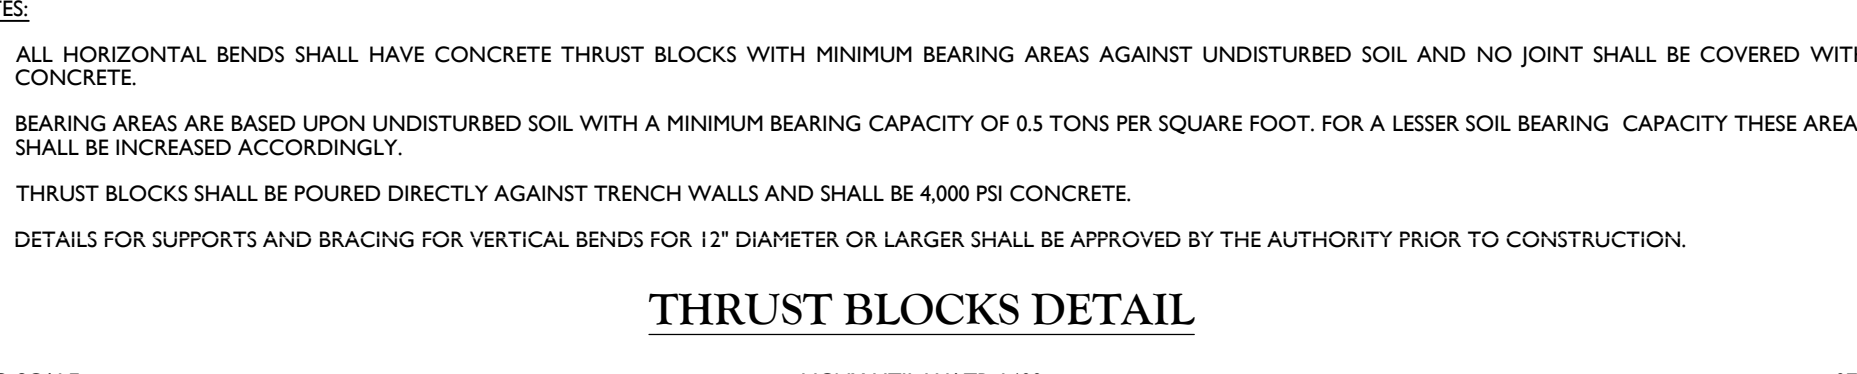 ALL HORIZONTAL BENDS SHALL HAVE CONCRETE THRUST BLOCKS WITH MINIMUM BEARING AREAS AGAINST UNDISTURBED SOIL AND NO JOINT SHALL BE COVERED WITH
CONCRETE.
BEARING AREAS ARE BASED UPON UNDISTURBED SOIL WITH A MINIMUM BEARING CAPACITY OF 0.5 TONS PER SQUARE FOOT. FOR A LESSER SOIL BEARING CAPACITY THESE AREA
SHALL BE INCREASED ACCORDINGLY.
THRUST BLOCKS SHALL BE POURED DIRECTLY AGAINST TRENCH WALLS AND SHALL BE 4,000 PSI CONCRETE.
DETAILS FOR SUPPORTS AND BRACING FOR VERTICAL BENDS FOR 12" DIAMETER OR LARGER SHALL BE APPROVED BY THE AUTHORITY PRIOR TO CONSTRUCTION.
THRUST BLOCKS DETAIL